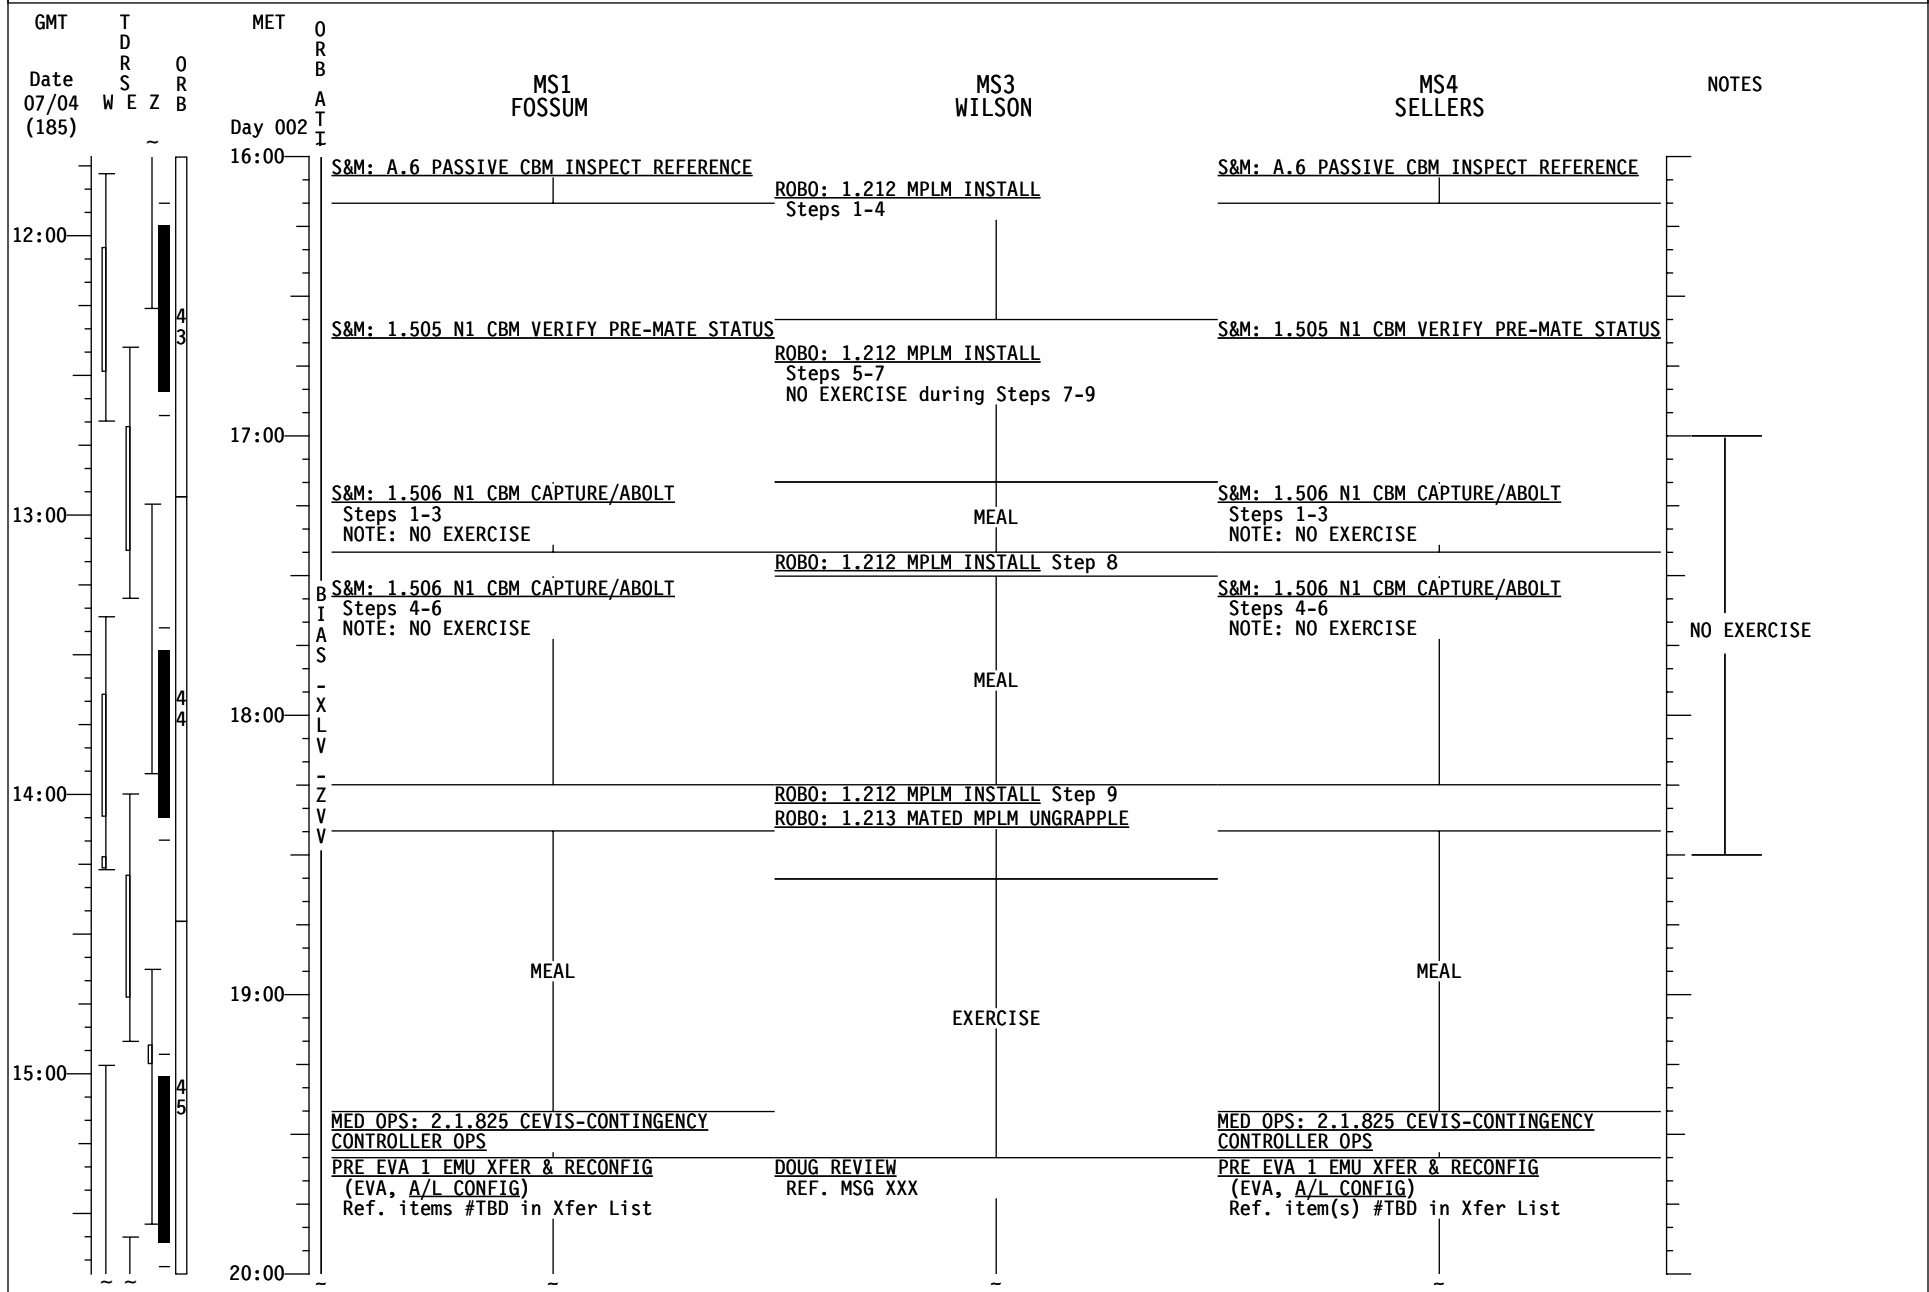 GMT
TDRS
MET
ORB ATT
ORB
MS1
MS3
MS4
NOTES
Date
07/04
W E Z
FOSSUM
WILSON
SELLERS
(185)
Day 002
~
16:00
S&M: A.6 PASSIVE CBM INSPECT REFERENCE
S&M: A.6 PASSIVE CBM INSPECT REFERENCE
ROBO: 1.212 MPLM INSTALL
Steps 1-4
12:00
43
S&M: 1.505 N1 CBM VERIFY PRE-MATE STATUS
S&M: 1.505 N1 CBM VERIFY PRE-MATE STATUS
ROBO: 1.212 MPLM INSTALL
Steps 5-7
NO EXERCISE during Steps 7-9
17:00
S&M: 1.506 N1 CBM CAPTURE/ABOLT
Steps 1-3
NOTE: NO EXERCISE
MEAL
S&M: 1.506 N1 CBM CAPTURE/ABOLT
Steps 1-3
NOTE: NO EXERCISE
13:00
ROBO: 1.212 MPLM INSTALL Step 8
BIAS -XLV -ZVV
S&M: 1.506 N1 CBM CAPTURE/ABOLT
Steps 4-6
NOTE: NO EXERCISE
S&M: 1.506 N1 CBM CAPTURE/ABOLT
Steps 4-6
NOTE: NO EXERCISE
NO EXERCISE
MEAL
44
18:00
14:00
ROBO: 1.212 MPLM INSTALL Step 9
ROBO: 1.213 MATED MPLM UNGRAPPLE
MEAL
MEAL
19:00
EXERCISE
15:00
45
MED OPS: 2.1.825 CEVIS-CONTINGENCY
CONTROLLER OPS
MED OPS: 2.1.825 CEVIS-CONTINGENCY
CONTROLLER OPS
PRE EVA 1 EMU XFER & RECONFIG
(EVA, A/L CONFIG)
Ref. items #TBD in Xfer List
DOUG REVIEW
REF. MSG XXX
PRE EVA 1 EMU XFER & RECONFIG
(EVA, A/L CONFIG)
Ref. item(s) #TBD in Xfer List
20:00
~ ~ ~ ~ ~ ~